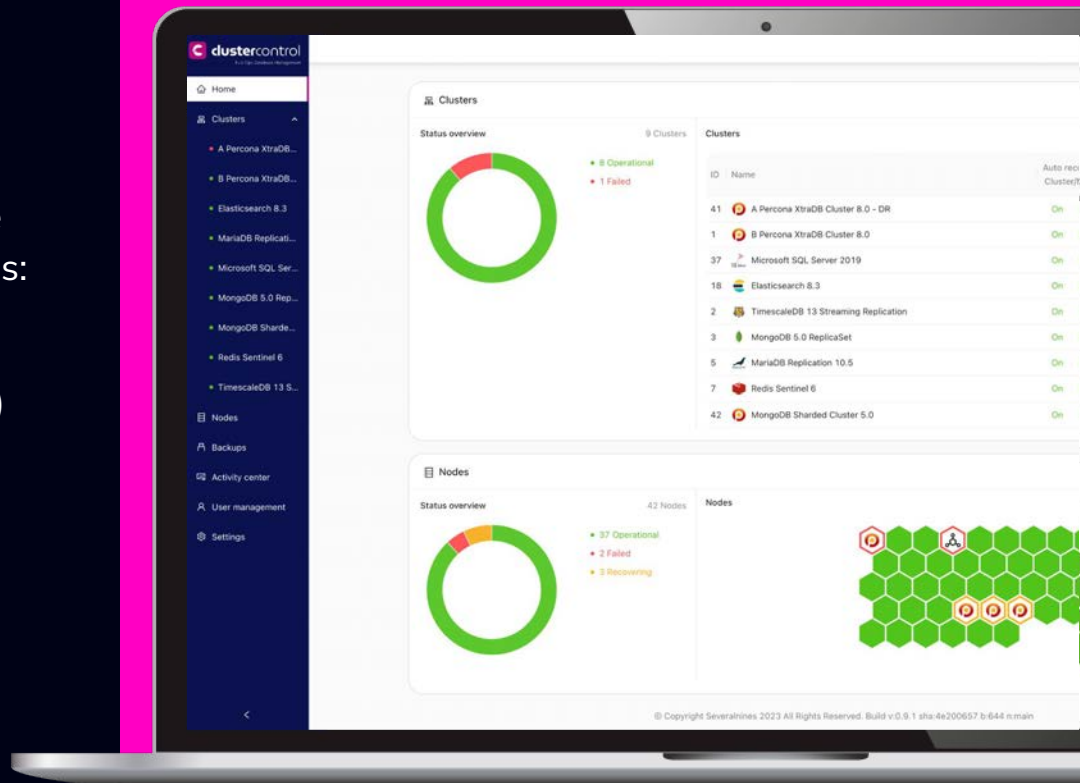 s:
)
clustercontrol
Home
Clusters
A Percona XtraDB...
B Percona XtraDB...
Elasticsearch 8.3
MariaDB Replicati...
Microsoft SQL Ser...
MongoDB 5.0 Rep...
MongoDB Sharde...
Redis Sentinel 6
TimescaleDB 13 S...
Nodes
Backups
Activity center
User management
Settings
Clusters
Status overview
9 Clusters
8 Operational
1 Failed
Clusters
ID Name Auto reco
Cluster/
41 A Percona XtraDB Cluster 8.0 - DR On
1 B Percona XtraDB Cluster 8.0 On
37 Microsoft SQL Server 2019 On
18 Elasticsearch 8.3 On
2 TimescaleDB 13 Streaming Replication On
3 MongoDB 5.0 ReplicaSet On
5 MariaDB Replication 10.5 On
7 Redis Sentinel 6 On
42 MongoDB Sharded Cluster 5.0 On
Nodes
Status overview
42 Nodes
37 Operational
2 Failed
3 Recovering
Nodes
© Copyright Severalnines 2023 All Rights Reserved. Build v:0.9.1 sha:4e200657 b:644 n:main